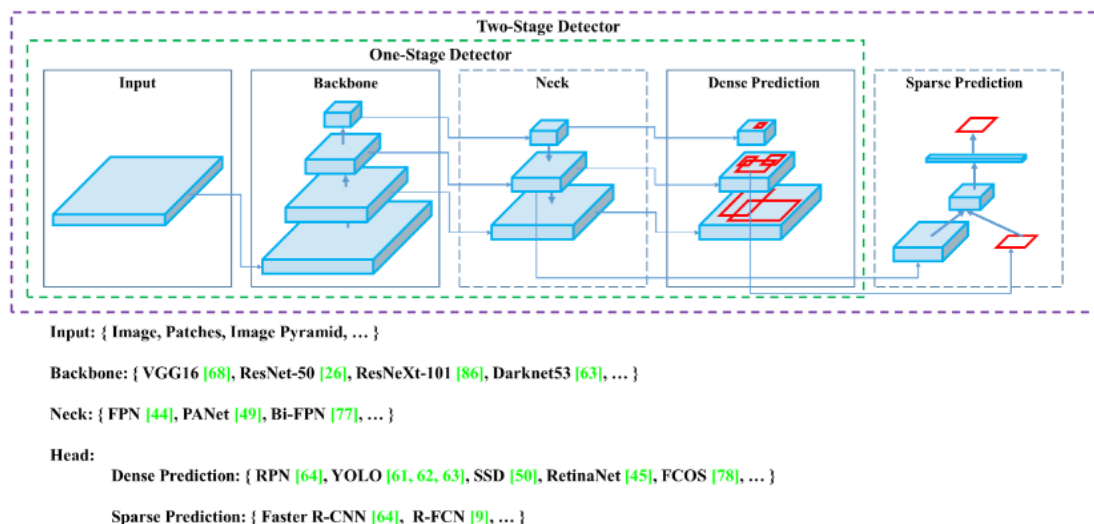 Two-Stage Detector
One-Stage Detector
Input
Backbone
Neck
Dense Prediction
Sparse Prediction
Input: { Image, Patches, Image Pyramid, … }
Backbone: { VGG16 [68], ResNet-50 [26], ResNeXt-101 [86], Darknet53 [63], … }
Neck: { FPN [44], PANet [49], Bi-FPN [77], … }
Head:
Dense Prediction: { RPN [64], YOLO [61, 62, 63], SSD [50], RetinaNet [45], FCOS [78], … }
Sparse Prediction: { Faster R-CNN [64], R-FCN [9], … }